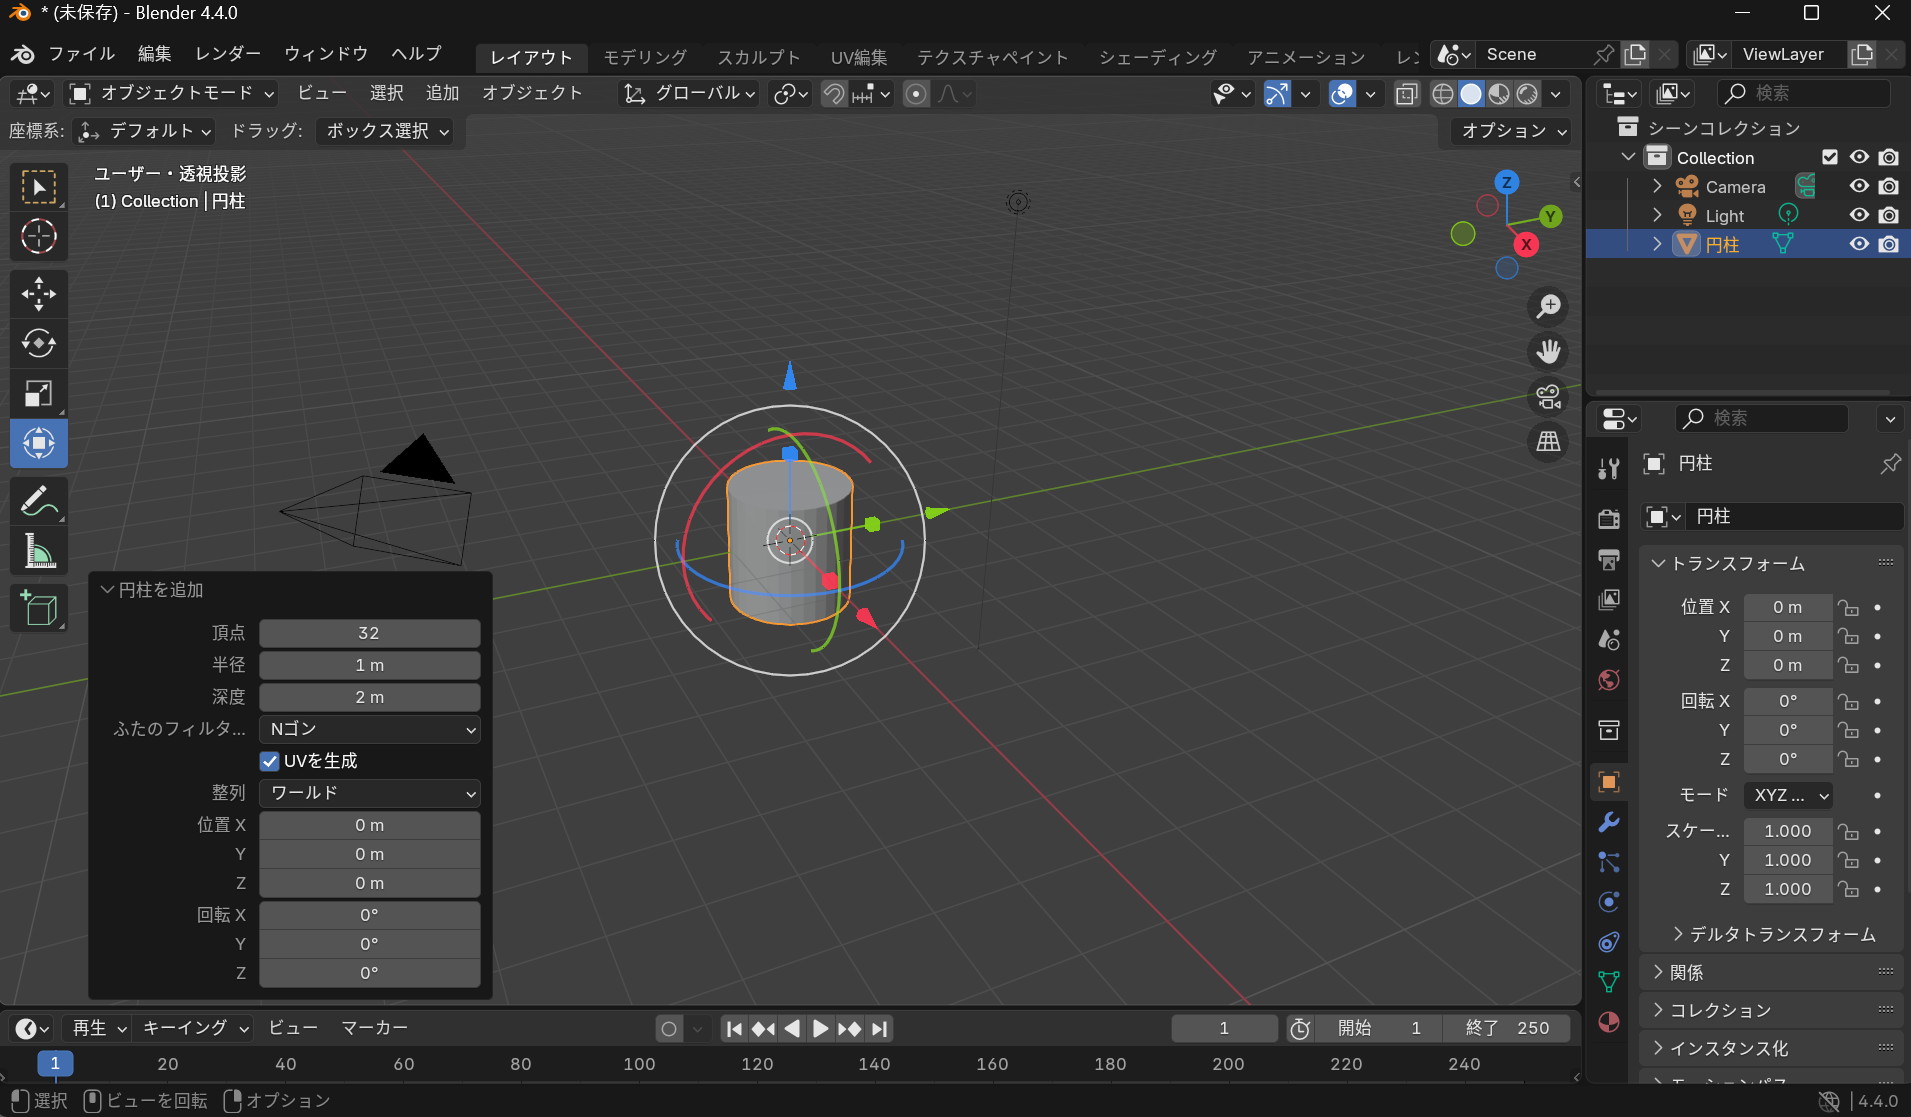 * (未保存) - Blender 4.4.0
ファイル 編集 レンダー ウィンドウ ヘルプ レイアウト モデリング スカルプト UV編集 テクスチャペイント シェーディング アニメーション Scene ViewLayer
オブジェクトモード ビュー 選択 追加 オブジェクト グローバル 検索
座標系: デフォルト ドラッグ: ボックス選択 オプション
シーンコレクション
Collection
Camera
Light
円柱
ユーザー・透視投影
(1) Collection | 円柱
Z
Y
X
検索
円柱
円柱
トランスフォーム
位置 X 0 m
Y 0 m
Z 0 m
回転 X 0°
Y 0°
Z 0°
モード XYZ ...
スケー... 1.000
Y 1.000
Z 1.000
デルタトランスフォーム
関係
コレクション
インスタンス化
円柱を追加
頂点 32
半径 1 m
深度 2 m
ふたのフィルタ... Nゴン
UVを生成
整列 ワールド
位置 X 0 m
Y 0 m
Z 0 m
回転 X 0°
Y 0°
Z 0°
再生 キーイング ビュー マーカー 1 開始 1 終了 250
1 20 40 60 80 100 120 140 160 180 200 220 240
選択 ビューを回転 オプション 4.4.0